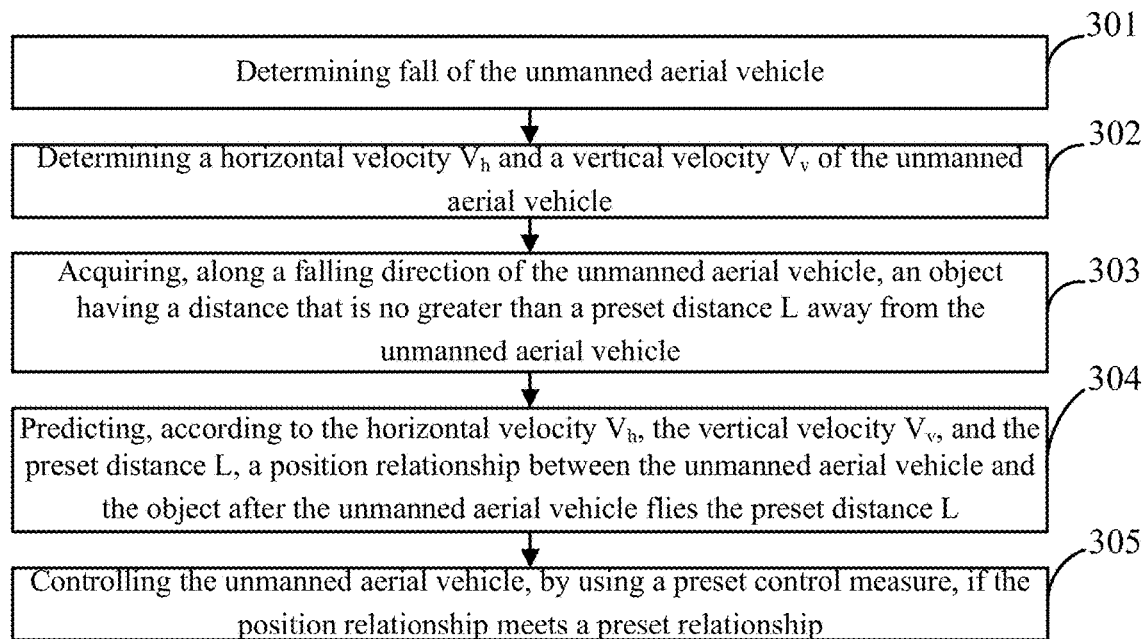 301
Determining fall of the unmanned aerial vehicle
302
Determining a horizontal velocity Vh and a vertical velocity Vv of the unmanned
aerial vehicle
303
Acquiring, along a falling direction of the unmanned aerial vehicle, an object
having a distance that is no greater than a preset distance L away from the
unmanned aerial vehicle
304
Predicting, according to the horizontal velocity Vh, the vertical velocity Vv, and the
preset distance L, a position relationship between the unmanned aerial vehicle and
the object after the unmanned aerial vehicle flies the preset distance L
305
Controlling the unmanned aerial vehicle, by using a preset control measure, if the
position relationship meets a preset relationship